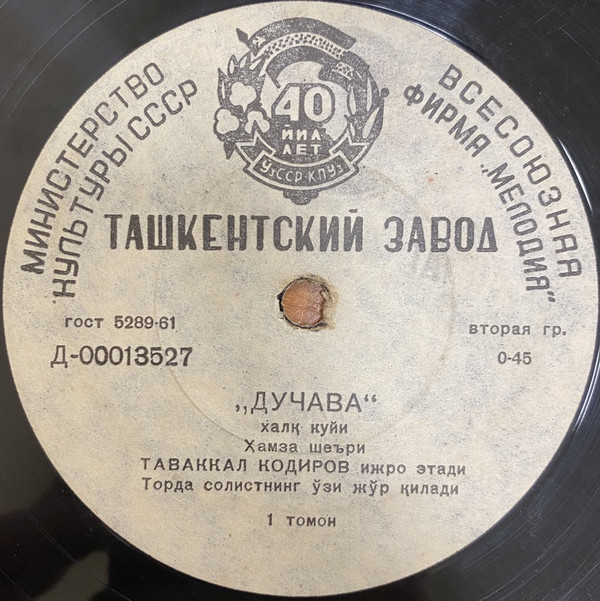 МИНИСТЕРСТВО
КУЛЬТУРЫ СССР
ВСЕСОЮЗНАЯ
ФИРМА „МЕЛОДИЯ"
40
ЙИЛ
ЛЕТ
УзССР·КПУз
ТАШКЕНТСКИЙ ЗАВОД
гост 5289-61
Д-00013527
вторая гр.
0-45
„ДУЧАВА“
халқ куйи
Ҳамза шеъри
ТАВАККАЛ КОДИРОВ ижро этади
Торда солистнинг ўзи жўр қилади
1 томон